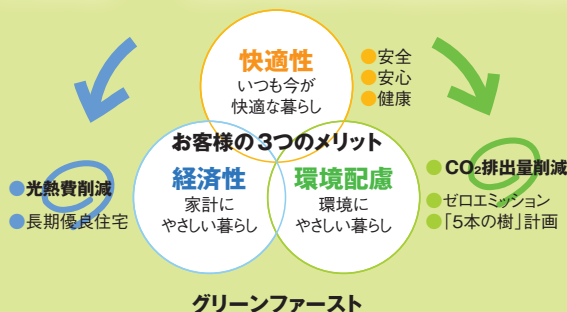 快適性
いつも今が
快適な暮らし
●安全
●安心
●健康
お客様の3つのメリット
経済性
家計に
やさしい暮らし
環境配慮
環境に
やさしい暮らし
●光熱費削減
●長期優良住宅
●CO₂排出量削減
●ゼロエミッション
●「5本の樹」計画
グリーンファースト